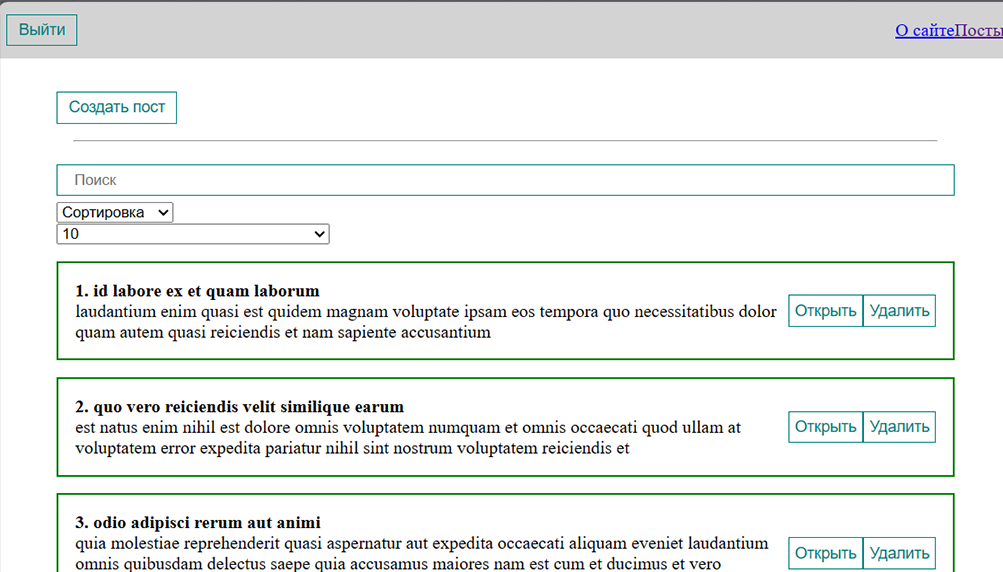 Выйти
О сайтеПосты
Создать пост
Поиск
Сортировка
10
1. id labore ex et quam laborum
laudantium enim quasi est quidem magnam voluptate ipsam eos tempora quo necessitatibus dolor
quam autem quasi reiciendis et nam sapiente accusantium
Открыть Удалить
2. quo vero reiciendis velit similique earum
est natus enim nihil est dolore omnis voluptatem numquam et omnis occaecati quod ullam at
voluptatem error expedita pariatur nihil sint nostrum voluptatem reiciendis et
Открыть Удалить
3. odio adipisci rerum aut animi
quia molestiae reprehenderit quasi aspernatur aut expedita occaecati aliquam eveniet laudantium
omnis quibusdam delectus saepe quia accusamus maiores nam est cum et ducimus et vero
Открыть Удалить